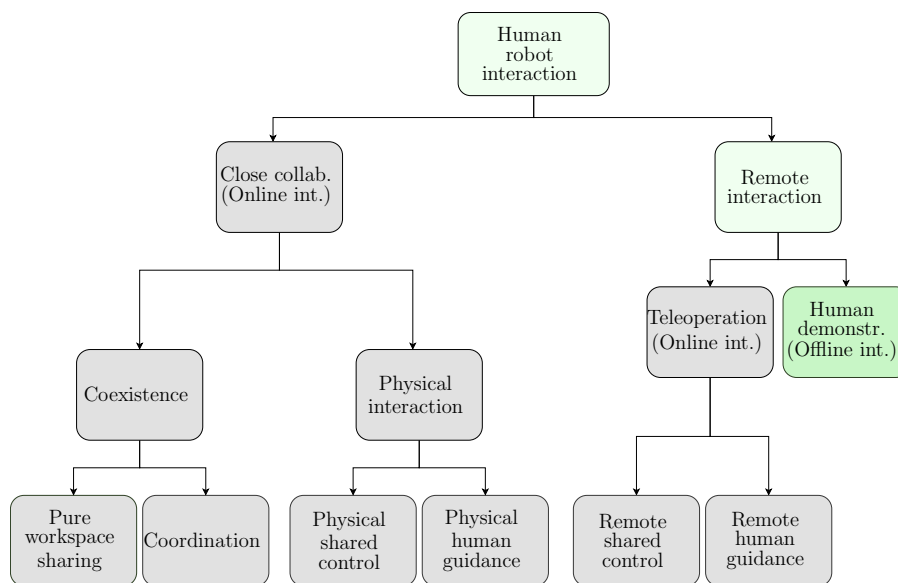 Human
robot
interaction
Close collab.
(Online int.)
Remote
interaction
Teleoperation
(Online int.)
Human
demonstr.
(Offline int.)
Coexistence
Physical
interaction
Pure
workspace
sharing
Coordination
Physical
shared
control
Physical
human
guidance
Remote
shared
control
Remote
human
guidance